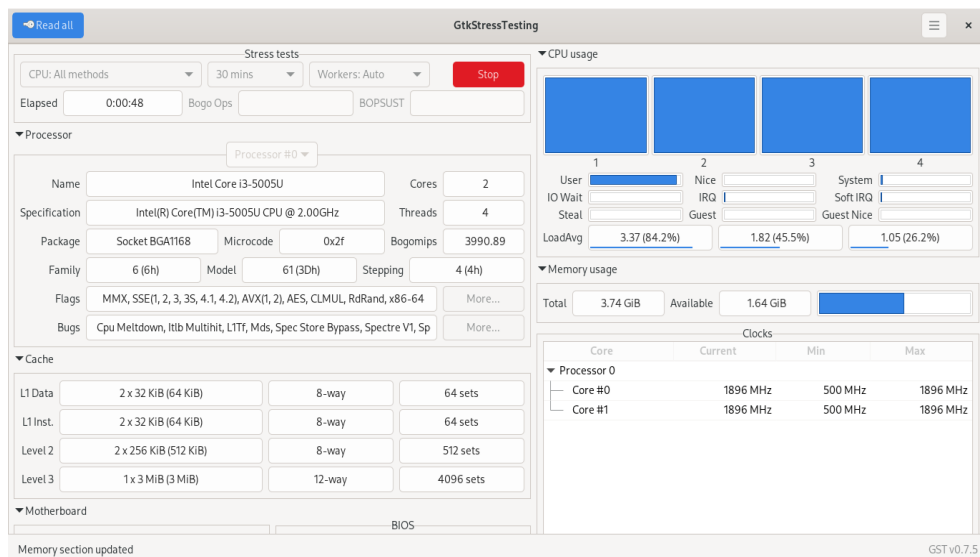 Read all
GtkStressTesting
Stress tests
CPU: All methods 30 mins Workers: Auto Stop
Elapsed 0:00:48 Bogo Ops BOPSUST
Processor
Processor #0
Name Intel Core i3-5005U Cores 2
Specification Intel(R) Core(TM) i3-5005U CPU @ 2.00GHz Threads 4
Package Socket BGA1168 Microcode 0x2f Bogomips 3990.89
Family 6 (6h) Model 61 (3Dh) Stepping 4 (4h)
Flags MMX, SSE(1, 2, 3, 3S, 4.1, 4.2), AVX(1, 2), AES, CLMUL, RdRand, x86-64 More...
Bugs Cpu Meltdown, Itlb Multihit, L1Tf, Mds, Spec Store Bypass, Spectre V1, Sp More...
Cache
L1 Data 2 x 32 KiB (64 KiB) 8-way 64 sets
L1 Inst. 2 x 32 KiB (64 KiB) 8-way 64 sets
Level 2 2 x 256 KiB (512 KiB) 8-way 512 sets
Level 3 1 x 3 MiB (3 MiB) 12-way 4096 sets
Motherboard
BIOS
CPU usage
1 2 3 4
User Nice System
IO Wait IRQ Soft IRQ
Steal Guest Guest Nice
LoadAvg 3.37 (84.2%) 1.82 (45.5%) 1.05 (26.2%)
Memory usage
Total 3.74 GiB Available 1.64 GiB
Clocks
Core Current Min Max
Processor 0
Core #0 1896 MHz 500 MHz 1896 MHz
Core #1 1896 MHz 500 MHz 1896 MHz
Memory section updated
GST v0.7.5